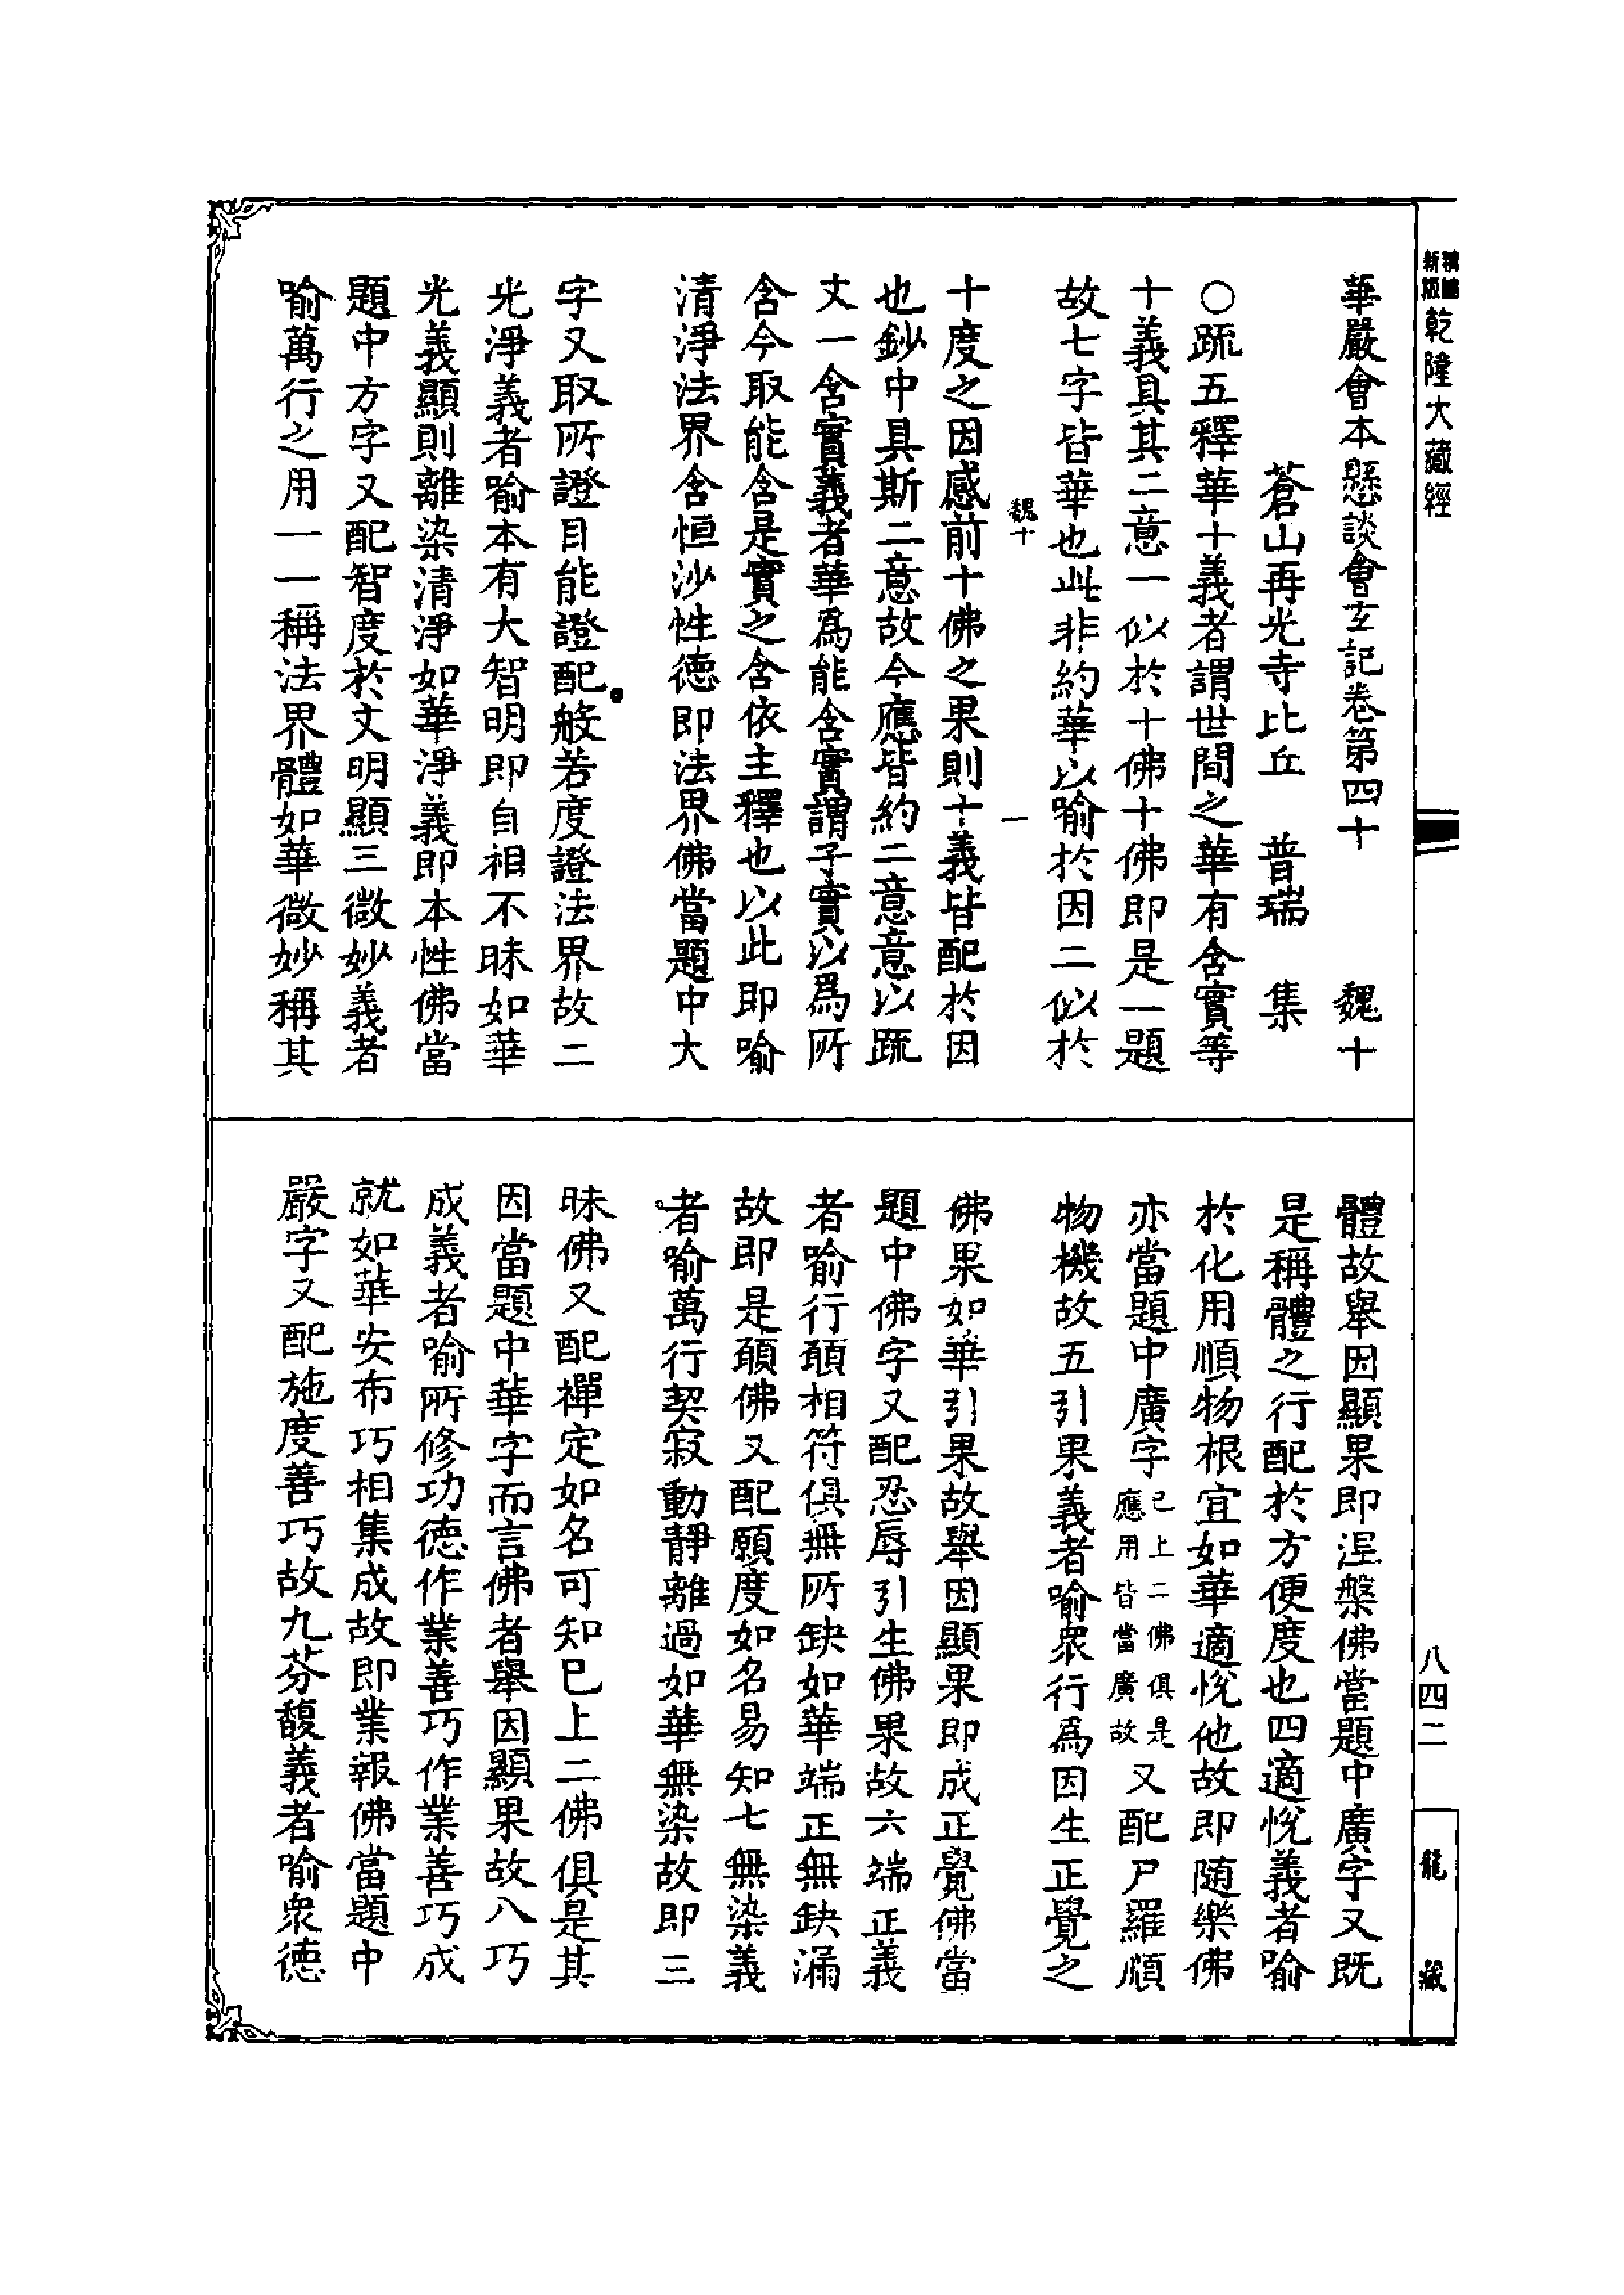 新版
乾隆大藏經
華嚴會本懸談會玄記卷第四十 魏十
蒼山再光寺比丘 普瑞 集
○䟽五釋華十義者謂世間之華有含實等
十義具其二意一似於十佛十佛即是一題
故七字皆華也此非約華以喻於因二似於
魏十 一
十度之因感前十佛之果則十義皆配於因
也鈔中具斯二意故今應皆約二意意以䟽
文一含實義者華爲能含實謂子實以爲所
含今取能含是實之含依主釋也以此即喻
清淨法界含恒沙性德即法界佛當題中大
字又取所證目能證配般若度證法界故二
光淨義者喻本有大智明即自相不昧如華
光義顯則離染清淨如華淨義即本性佛當
題中方字又配智度於文明顯三微妙義者
喻萬行之用一一稱法界體如華微妙稱其
體故舉因顯果即涅槃佛當題中廣字又既
是稱體之行配於方便度也四適悅義者喻
於化用順物根宜如華適悅他故即隨樂佛
亦當題中廣字已上二佛俱是應用皆當廣故又配尸羅順
物機故五引果義者喻衆行爲因生正覺之
佛果如華引果故舉因顯果即成正覺佛當
題中佛字又配忍辱引生佛果故六端正義
者喻行頋相符俱無所缺如華端正無缺漏
故即是頋佛又配願度如名易知七無染義
者喻萬行契寂動靜離過如華無染故即三
昧佛又配禪定如名可知已上二佛俱是其
因當題中華字而言佛者舉因顯果故八巧
成義者喻所修功德作業善巧作業善巧成
就如華安布巧相集成故即業報佛當題中
嚴字又配施度善巧故九芬馥義者喻衆德
八四二
龍藏